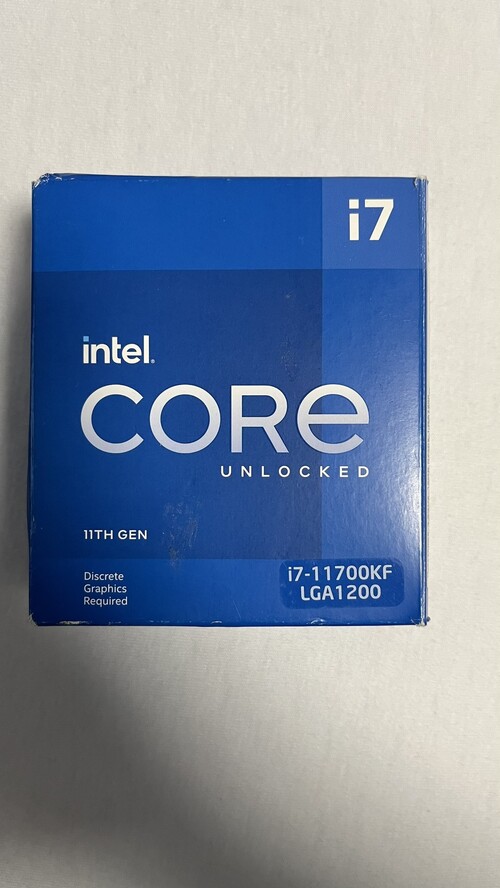 i7
intel.
CORE
UNLOCKED
11TH GEN
Discrete
Graphics
Required
i7-11700KF
LGA1200